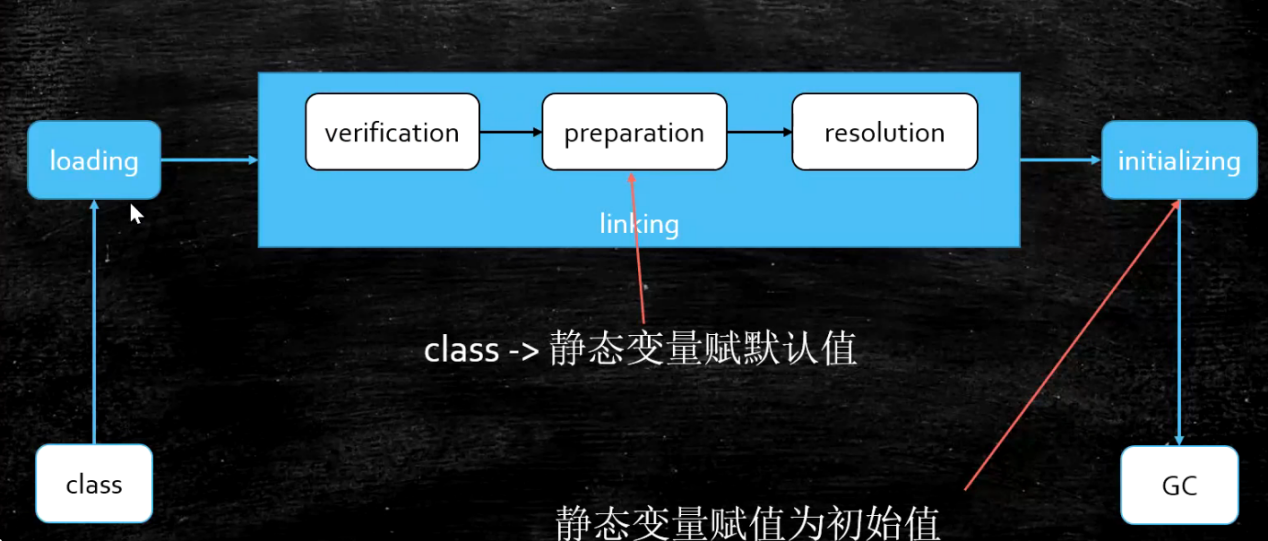 verification
preparation
resolution
loading
initializing
linking
class -> 静态变量赋默认值
class
GC
静态变量赋值为初始值